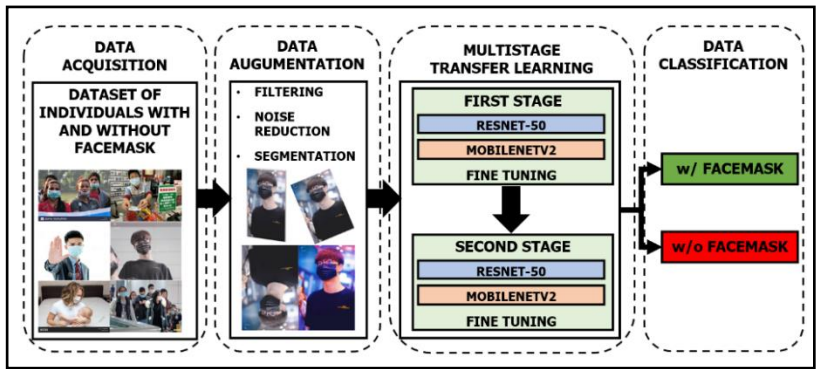 DATA
ACQUISITION
DATASET OF
INDIVIDUALS WITH
AND WITHOUT
FACEMASK
DATA
AUGUMENTATION
• FILTERING
• NOISE
REDUCTION
• SEGMENTATION
MULTISTAGE
TRANSFER LEARNING
FIRST STAGE
RESNET-50
MOBILENETV2
FINE TUNING
SECOND STAGE
RESNET-50
MOBILENETV2
FINE TUNING
DATA
CLASSIFICATION
w/ FACEMASK
w/o FACEMASK